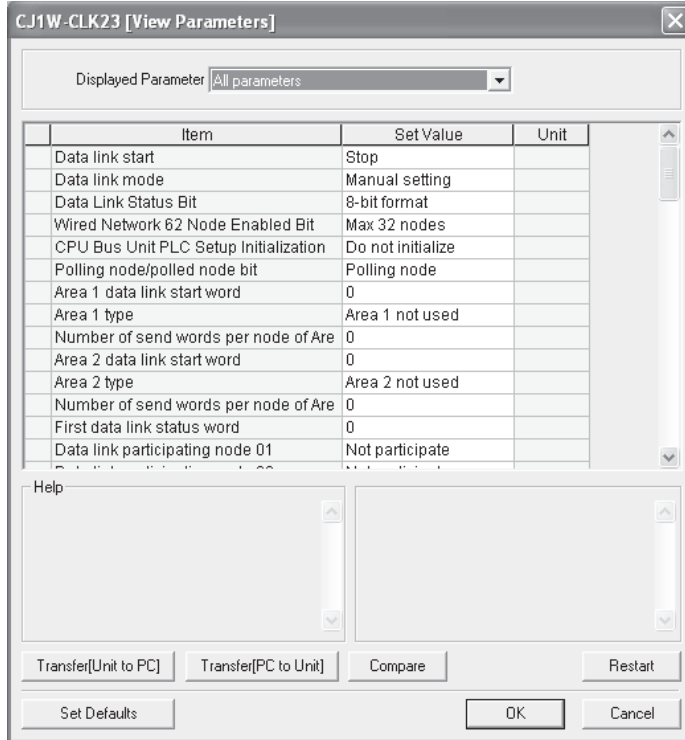 CJ1W-CLK23 [View Parameters]
Displayed Parameter All parameters
Item Set Value Unit
Data link start Stop
Data link mode Manual setting
Data Link Status Bit 8-bit format
Wired Network 62 Node Enabled Bit Max 32 nodes
CPU Bus Unit PLC Setup Initialization Do not initialize
Polling node/polled node bit Polling node
Area 1 data link start word 0
Area 1 type Area 1 not used
Number of send words per node of Are 0
Area 2 data link start word 0
Area 2 type Area 2 not used
Number of send words per node of Are 0
First data link status word 0
Data link participating node 01 Not participate
Help
Transfer[Unit to PC] Transfer[PC to Unit] Compare Restart
Set Defaults OK Cancel